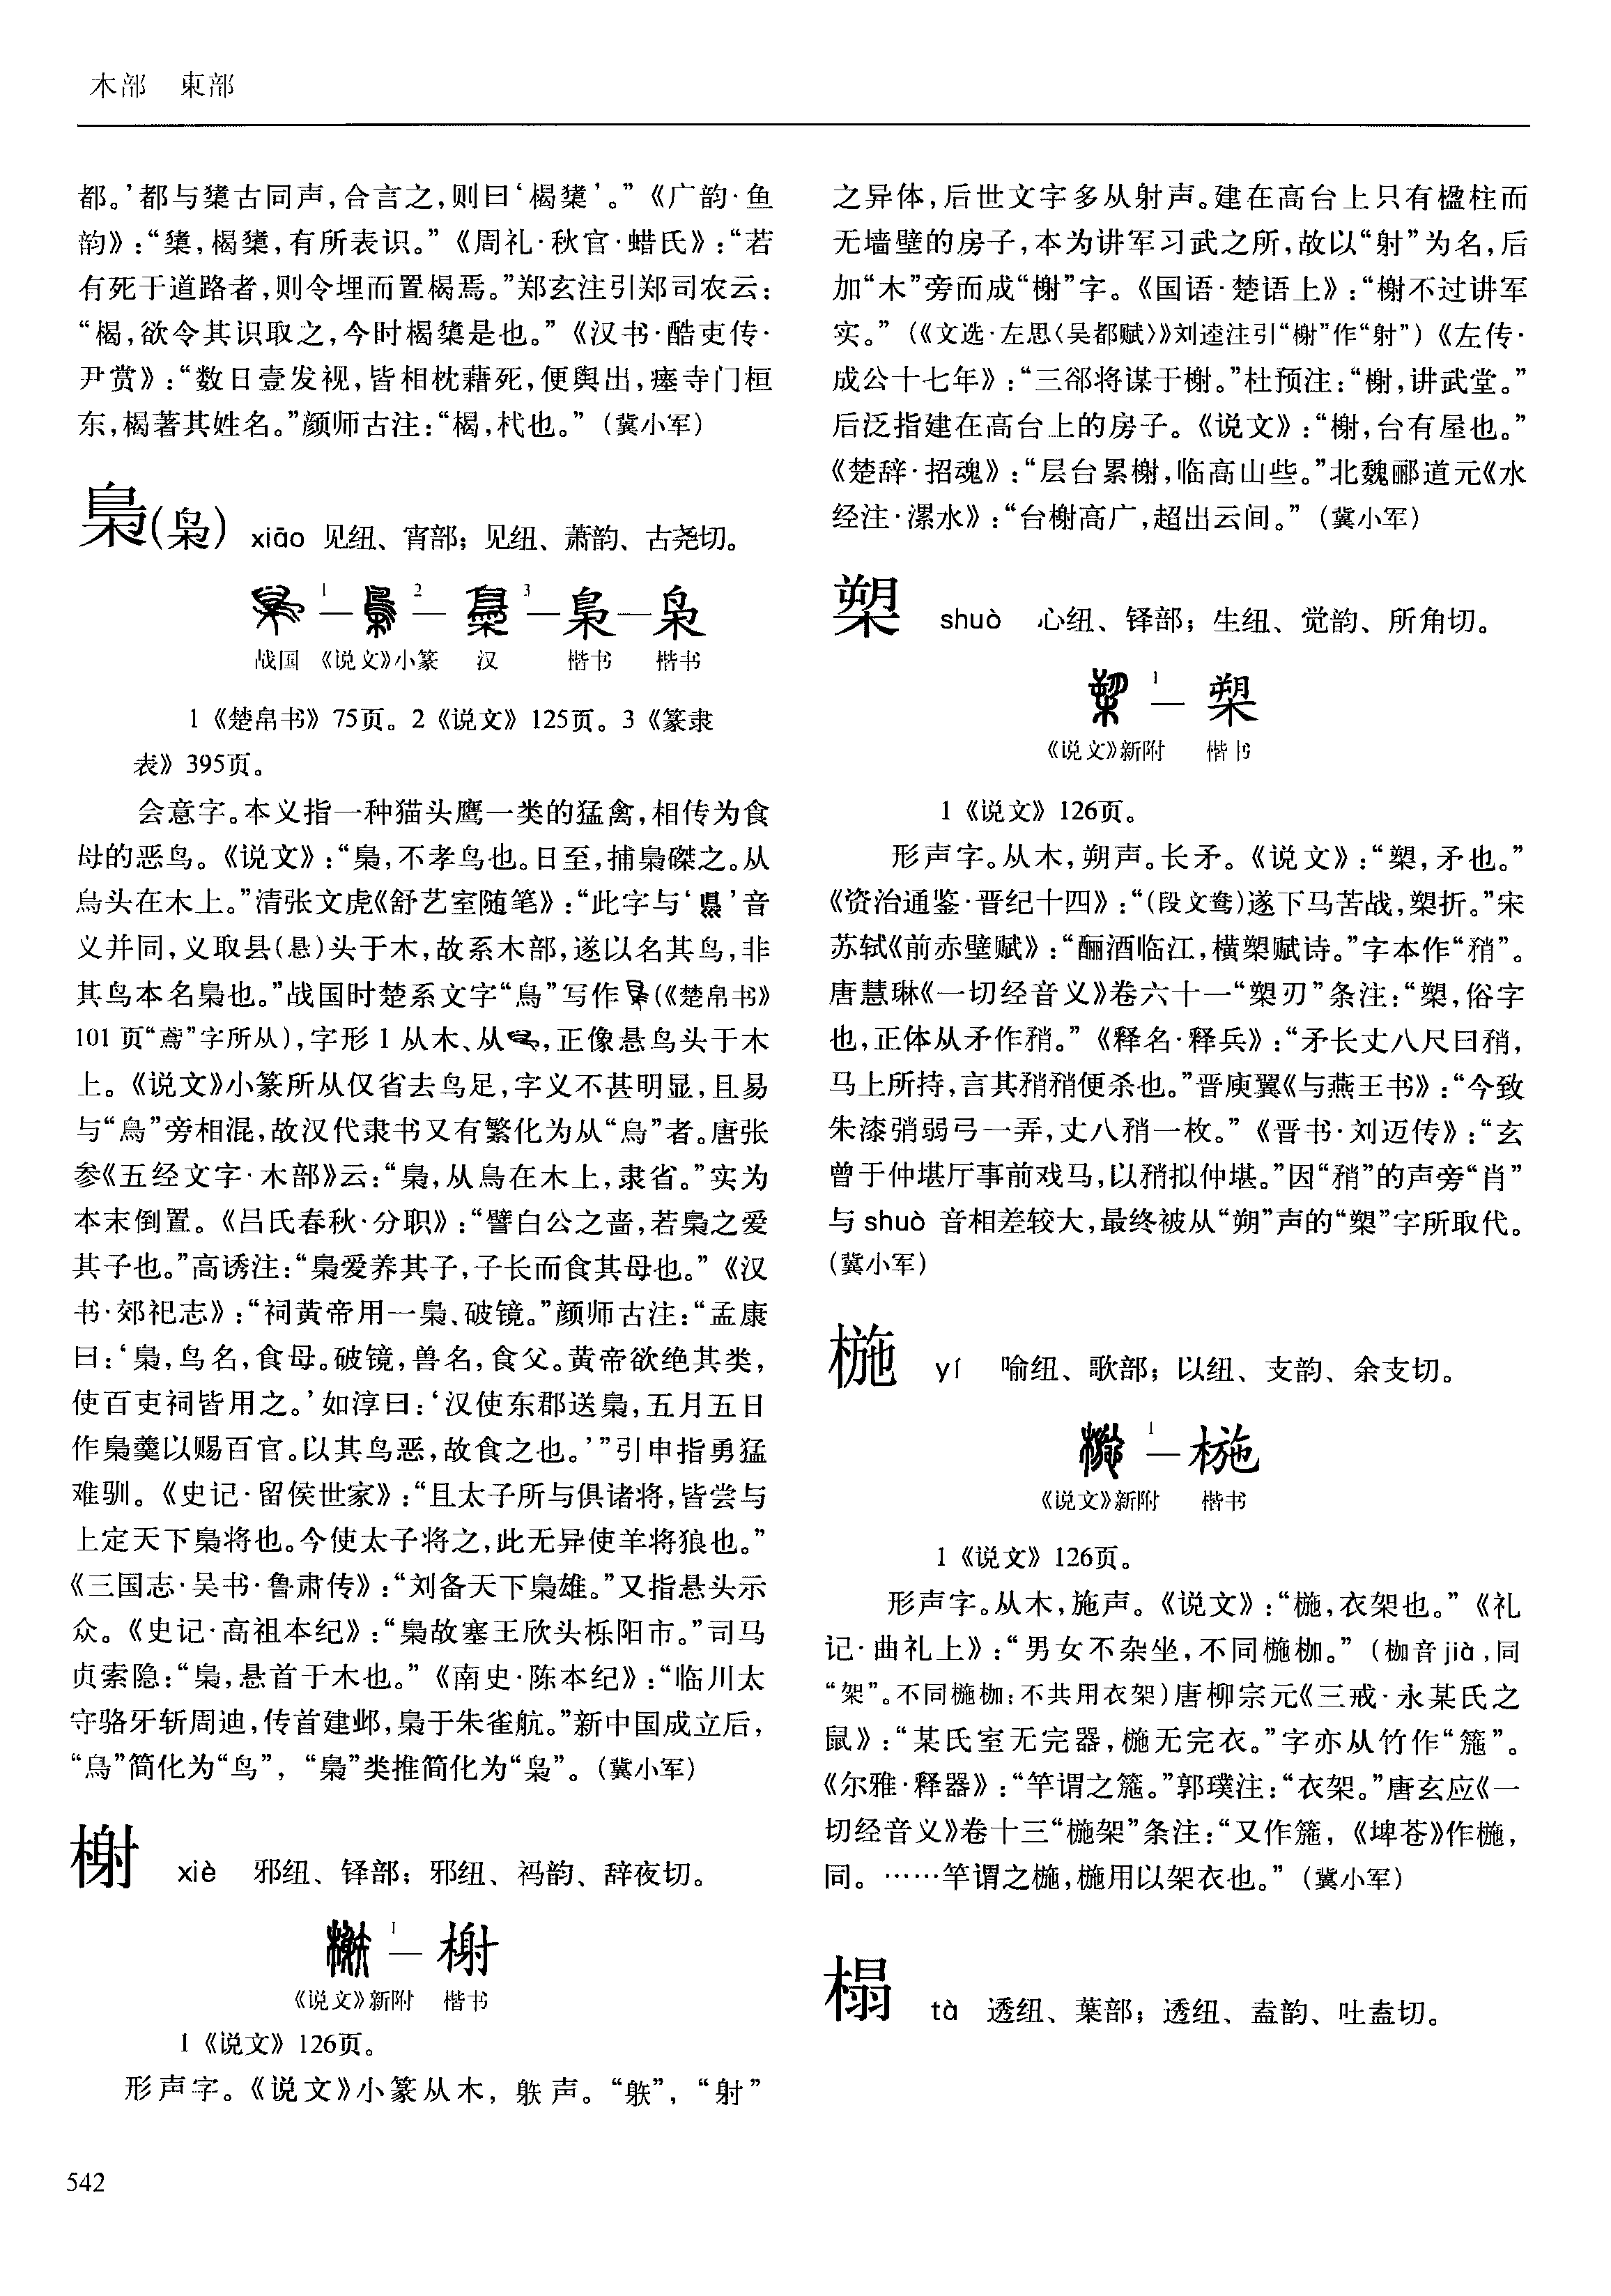 木部　東部
都。’都与櫫古同声，合言之，则曰‘楬櫫’。”《广韵·鱼
韵》：“櫫，楬櫫，有所表识。”《周礼·秋官·蜡氏》：“若
有死于道路者，则令埋而置楬焉。”郑玄注引郑司农云：
“楬，欲令其识取之，今时楬櫫是也。”《汉书·酷吏传·
尹赏》：“数日壹发视，皆相枕藉死，便舆出，瘗寺门桓
东，楬著其姓名。”颜师古注：“楬，杙也。”（冀小军）
梟(枭) xiāo 见纽、宵部；见纽、萧韵、古尧切。
1 — 2 — 3 — 梟 — 枭
战国 《说文》小篆 汉 楷书 楷书
1《楚帛书》75页。2《说文》125页。3《篆隶
表》395页。
会意字。本义指一种猫头鹰一类的猛禽，相传为食
母的恶鸟。《说文》：“梟，不孝鸟也。日至，捕梟磔之。从
鳥头在木上。”清张文虎《舒艺室随笔》：“此字与‘県’音
义并同，义取县(悬)头于木，故系木部，遂以名其鸟，非
其鸟本名梟也。”战国时楚系文字“鳥”写作(《楚帛书》
101页“鸢”字所从)，字形1从木、从，正像悬鸟头于木
上。《说文》小篆所从仅省去鸟足，字义不甚明显，且易
与“鳥”旁相混，故汉代隶书又有繁化为从“鳥”者。唐张
参《五经文字·木部》云：“梟，从鳥在木上，隶省。”实为
本末倒置。《吕氏春秋·分职》：“譬白公之啬，若梟之爱
其子也。”高诱注：“梟爱养其子，子长而食其母也。”《汉
书·郊祀志》：“祠黄帝用一梟、破镜。”颜师古注：“孟康
曰：‘梟，鸟名，食母。破镜，兽名，食父。黄帝欲绝其类，
使百吏祠皆用之。’如淳曰：‘汉使东郡送梟，五月五日
作梟羹以赐百官。以其鸟恶，故食之也。’”引申指勇猛
难驯。《史记·留侯世家》：“且太子所与俱诸将，皆尝与
上定天下梟将也。今使太子将之，此无异使羊将狼也。”
《三国志·吴书·鲁肃传》：“刘备天下梟雄。”又指悬头示
众。《史记·高祖本纪》：“梟故塞王欣头栎阳市。”司马
贞索隐：“梟，悬首于木也。”《南史·陈本纪》：“临川太
守骆牙斩周迪，传首建邺，梟于朱雀航。”新中国成立后，
“鳥”简化为“鸟”，“梟”类推简化为“枭”。（冀小军）
榭 xiè 邪纽、铎部；邪纽、祃韵、辞夜切。
1 — 榭
《说文》新附 楷书
1《说文》126页。
形声字。《说文》小篆从木，躲声。“躲”，“射”
之异体，后世文字多从射声。建在高台上只有楹柱而
无墙壁的房子，本为讲军习武之所，故以“射”为名，后
加“木”旁而成“榭”字。《国语·楚语上》：“榭不过讲军
实。”（《文选·左思〈吴都赋〉》刘逵注引“榭”作“射”）《左传·
成公十七年》：“三郤将谋于榭。”杜预注：“榭，讲武堂。”
后泛指建在高台上的房子。《说文》：“榭，台有屋也。”
《楚辞·招魂》：“层台累榭，临高山些。”北魏郦道元《水
经注·漯水》：“台榭高广，超出云间。”（冀小军）
槊 shuò 心纽、铎部；生纽、觉韵、所角切。
1 — 槊
《说文》新附 楷书
1《说文》126页。
形声字。从木，朔声。长矛。《说文》：“槊，矛也。”
《资治通鉴·晋纪十四》：“(段文鸯)遂下马苦战，槊折。”宋
苏轼《前赤壁赋》：“酾酒临江，横槊赋诗。”字本作“矟”。
唐慧琳《一切经音义》卷六十一“槊刃”条注：“槊，俗字
也，正体从矛作矟。”《释名·释兵》：“矛长丈八尺曰矟，
马上所持，言其矟矟便杀也。”晋庾翼《与燕王书》：“今致
朱漆弰弱弓一弄，丈八矟一枚。”《晋书·刘迈传》：“玄
曾于仲堪厅事前戏马，以矟拟仲堪。”因“矟”的声旁“肖”
与 shuò 音相差较大，最终被从“朔”声的“槊”字所取代。
（冀小军）
椸 yí 喻纽、歌部；以纽、支韵、余支切。
1 — 椸
《说文》新附 楷书
1《说文》126页。
形声字。从木，施声。《说文》：“椸，衣架也。”《礼
记·曲礼上》：“男女不杂坐，不同椸枷。”（枷音jià，同
“架”。不同椸枷：不共用衣架）唐柳宗元《三戒·永某氏之
鼠》：“某氏室无完器，椸无完衣。”字亦从竹作“箷”。
《尔雅·释器》：“竿谓之箷。”郭璞注：“衣架。”唐玄应《一
切经音义》卷十三“椸架”条注：“又作箷，《埤苍》作椸，
同。……竿谓之椸，椸用以架衣也。”（冀小军）
榻 tà 透纽、葉部；透纽、盍韵、吐盍切。
542